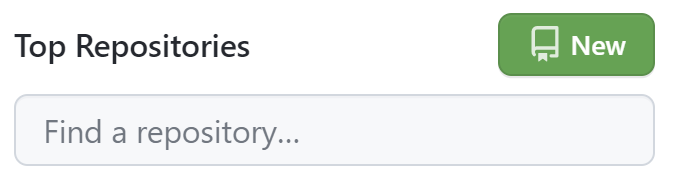 Top Repositories
New
Find a repository...